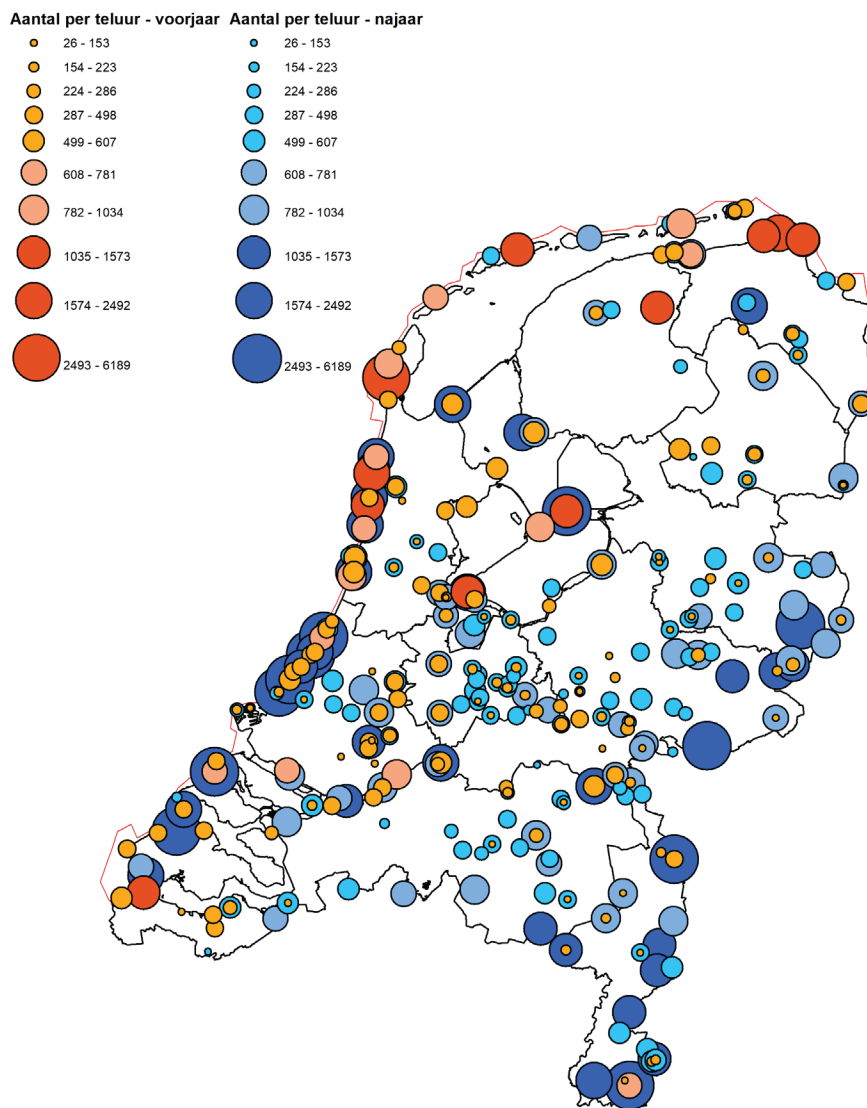 Aantal per teluur - voorjaar Aantal per teluur - najaar
26 - 153 26 - 153
154 - 223 154 - 223
224 - 286 224 - 286
287 - 498 287 - 498
499 - 607 499 - 607
608 - 781 608 - 781
782 - 1034 782 - 1034
1035 - 1573 1035 - 1573
1574 - 2492 1574 - 2492
2493 - 6189 2493 - 6189